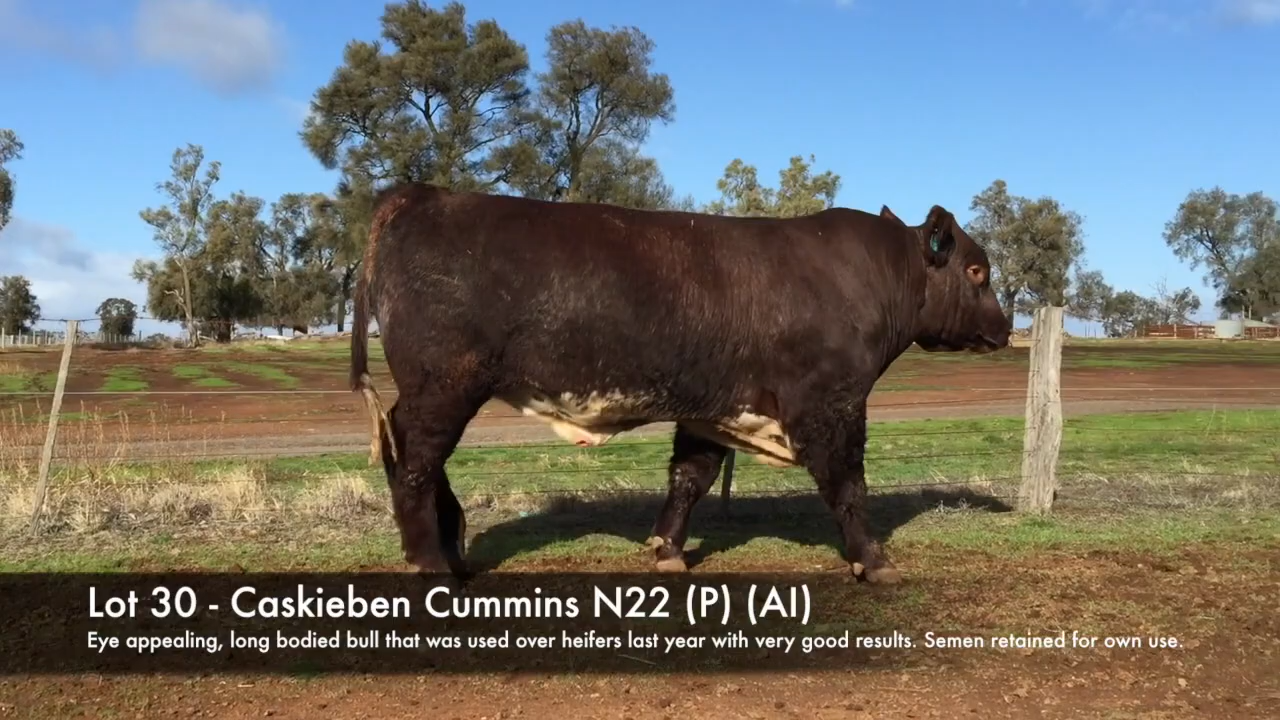 Lot 30 - Caskieben Cummins N22 (P) (AI)
Eye appealing, long bodied bull that was used over heifers last year with very good results. Semen retained for own use.